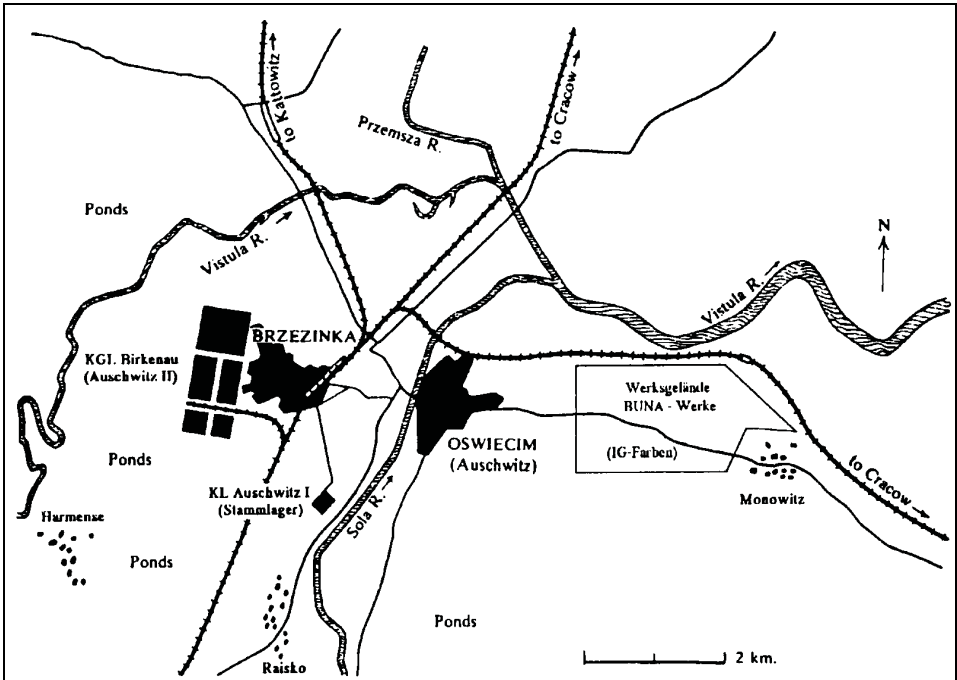 to Kattowitz →
to Cracow →
Przemsza R.
Ponds
Vistula R. →
N
Vistula R. →
BRZEZINKA
KGL Birkenau
(Auschwitz II)
Werksgelände
BUNA - Werke
(IG-Farben)
OSWIECIM
(Auschwitz)
Ponds
KL Auschwitz I
(Stammlager)
Sola R. →
Monowitz
to Cracow →
Harmense
Ponds
Ponds
Raisko
2 km.